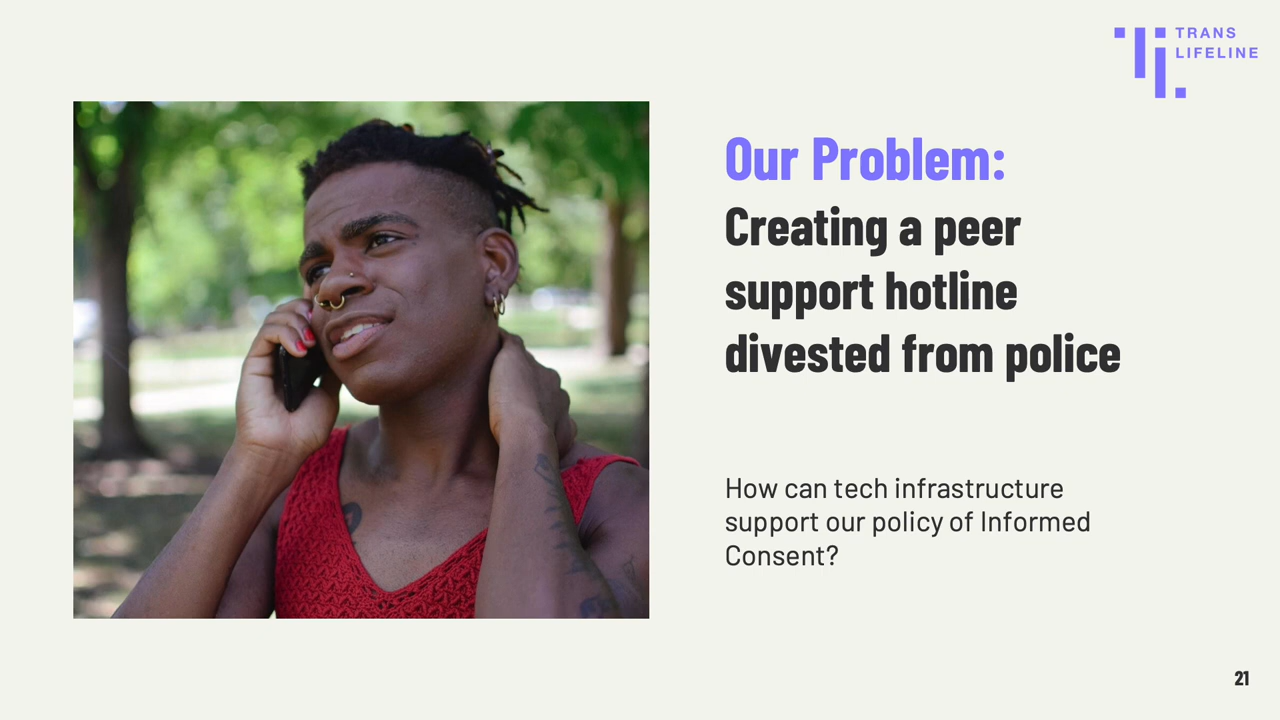 TRANS
LIFELINE
Our Problem:
Creating a peer
support hotline
divested from police
How can tech infrastructure
support our policy of Informed
Consent?
21